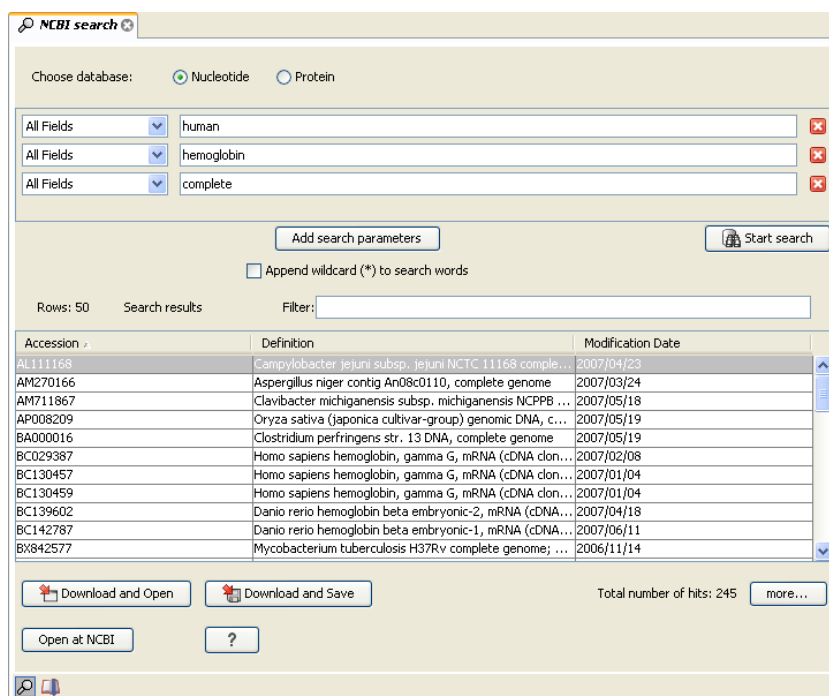 NCBI search
Choose database: Nucleotide Protein
All Fields human
All Fields hemoglobin
All Fields complete
Add search parameters Start search
Append wildcard (*) to search words
Rows: 50 Search results Filter:
Accession Definition Modification Date
AL111168 Campylobacter jejuni subsp. jejuni NCTC 11168 comple... 2007/04/23
AM270166 Aspergillus niger contig An08c0110, complete genome 2007/03/24
AM711867 Clavibacter michiganensis subsp. michiganensis NCPPB ... 2007/05/18
AP008209 Oryza sativa (japonica cultivar-group) genomic DNA, c... 2007/05/19
BA000016 Clostridium perfringens str. 13 DNA, complete genome 2007/05/19
BC029387 Homo sapiens hemoglobin, gamma G, mRNA (cDNA clon... 2007/02/08
BC130457 Homo sapiens hemoglobin, gamma G, mRNA (cDNA clon... 2007/01/04
BC130459 Homo sapiens hemoglobin, gamma G, mRNA (cDNA clon... 2007/01/04
BC139602 Danio rerio hemoglobin beta embryonic-2, mRNA (cDNA... 2007/04/18
BC142787 Danio rerio hemoglobin beta embryonic-1, mRNA (cDNA... 2007/06/11
BX842577 Mycobacterium tuberculosis H37Rv complete genome; ... 2006/11/14
Download and Open Download and Save Total number of hits: 245 more...
Open at NCBI ?